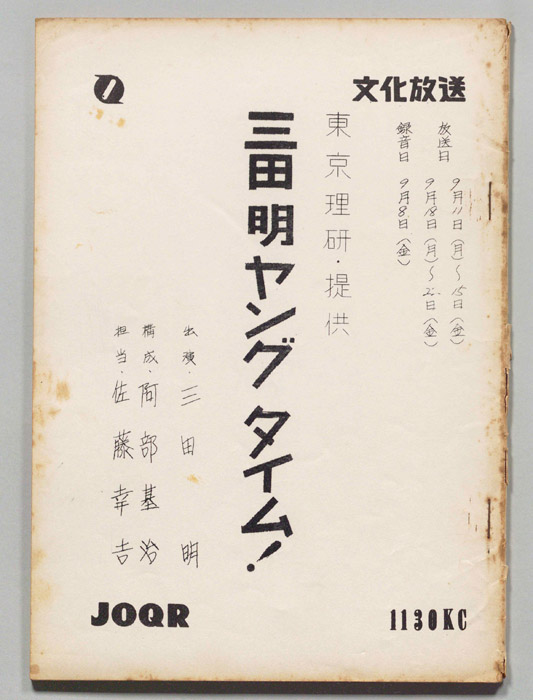 文化放送
放送日 9月11日(月)〜15日(金)
9月18日(月)〜22日(金)
録音日 9月8日(金)
東京理研・提供
三田明ヤングタイム!
出演・三田明
構成・阿部基治
担当・佐藤幸吉
JOQR
1130KC